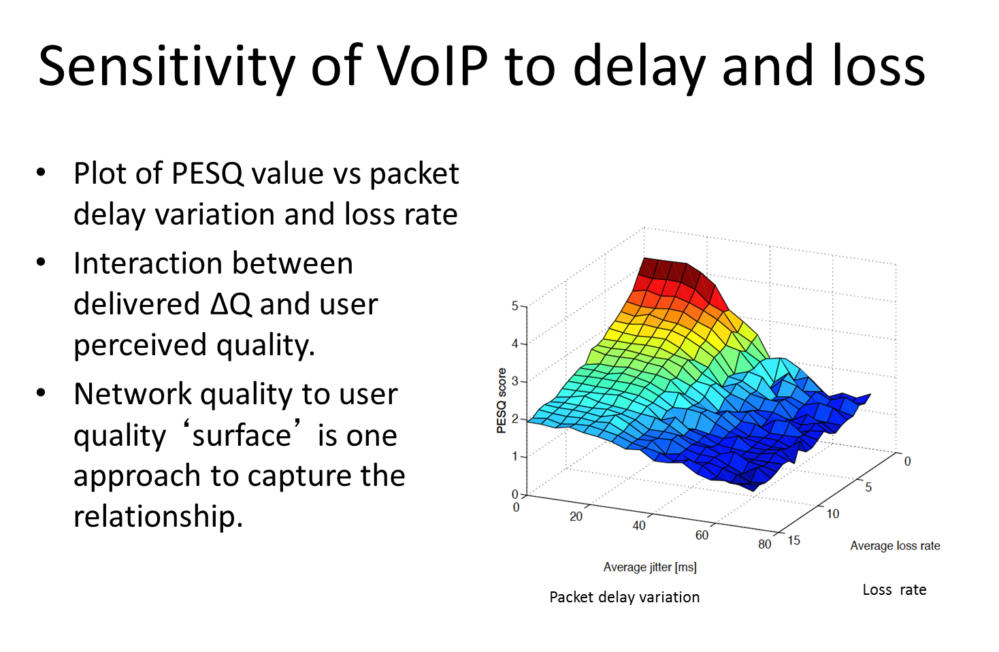 Sensitivity of VoIP to delay and loss
• Plot of PESQ value vs packet
delay variation and loss rate
• Interaction between
delivered ΔQ and user
perceived quality.
• Network quality to user
quality ‘surface’ is one
approach to capture the
relationship.
5
4
3
2
1
0
PESQ score
0
20
40
60
80
15
10
5
0
Average jitter [ms]
Average loss rate
Packet delay variation
Loss rate